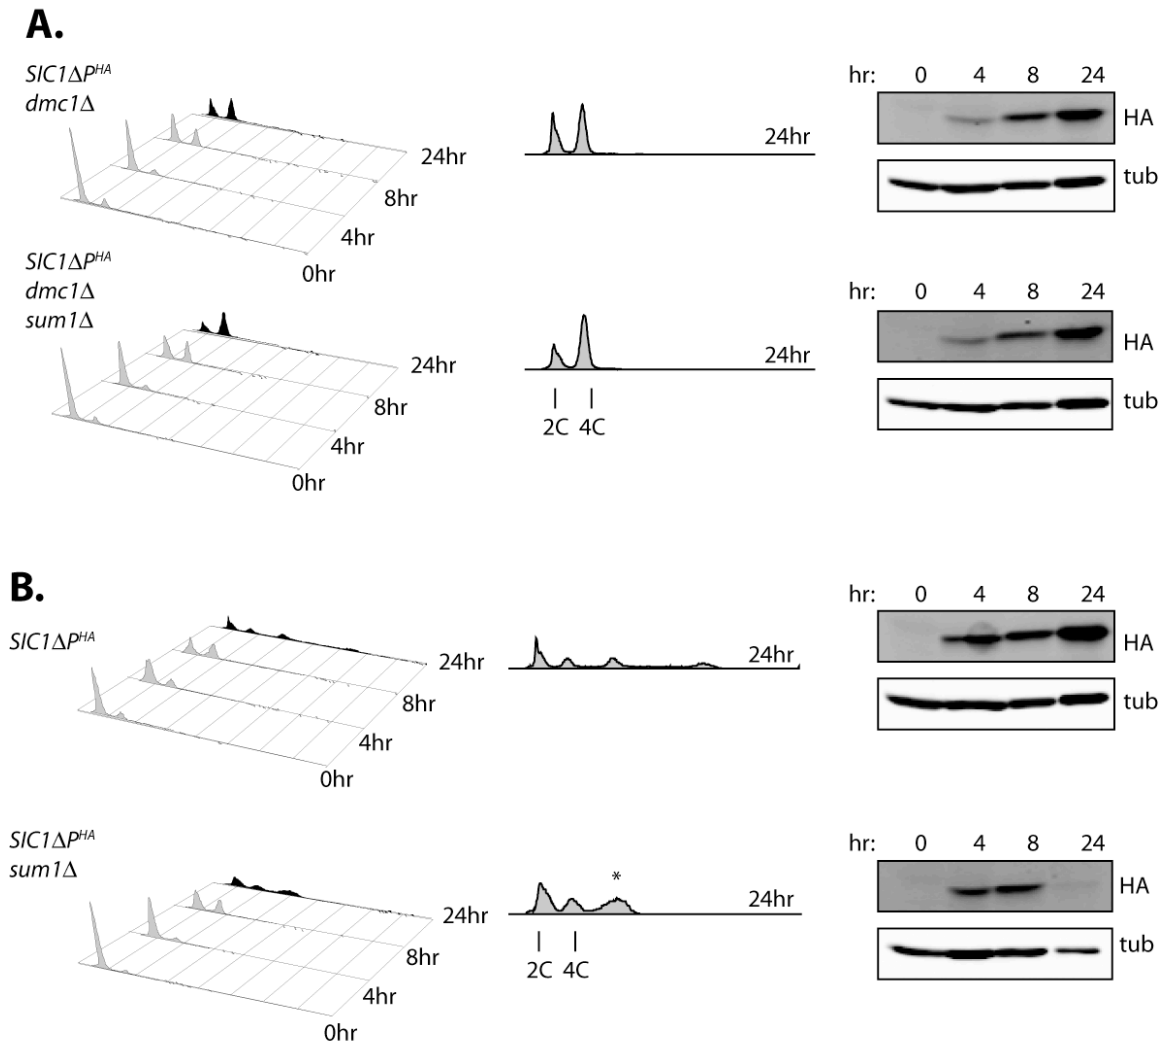 A.
SIC1ΔP^HA
dmc1Δ
24hr
8hr
4hr
0hr
24hr
hr: 0 4 8 24
HA
tub
SIC1ΔP^HA
dmc1Δ
sum1Δ
24hr
8hr
4hr
0hr
24hr
2C 4C
hr: 0 4 8 24
HA
tub
B.
SIC1ΔP^HA
24hr
8hr
4hr
0hr
24hr
hr: 0 4 8 24
HA
tub
SIC1ΔP^HA
sum1Δ
24hr
8hr
4hr
0hr
*
24hr
2C 4C
hr: 0 4 8 24
HA
tub